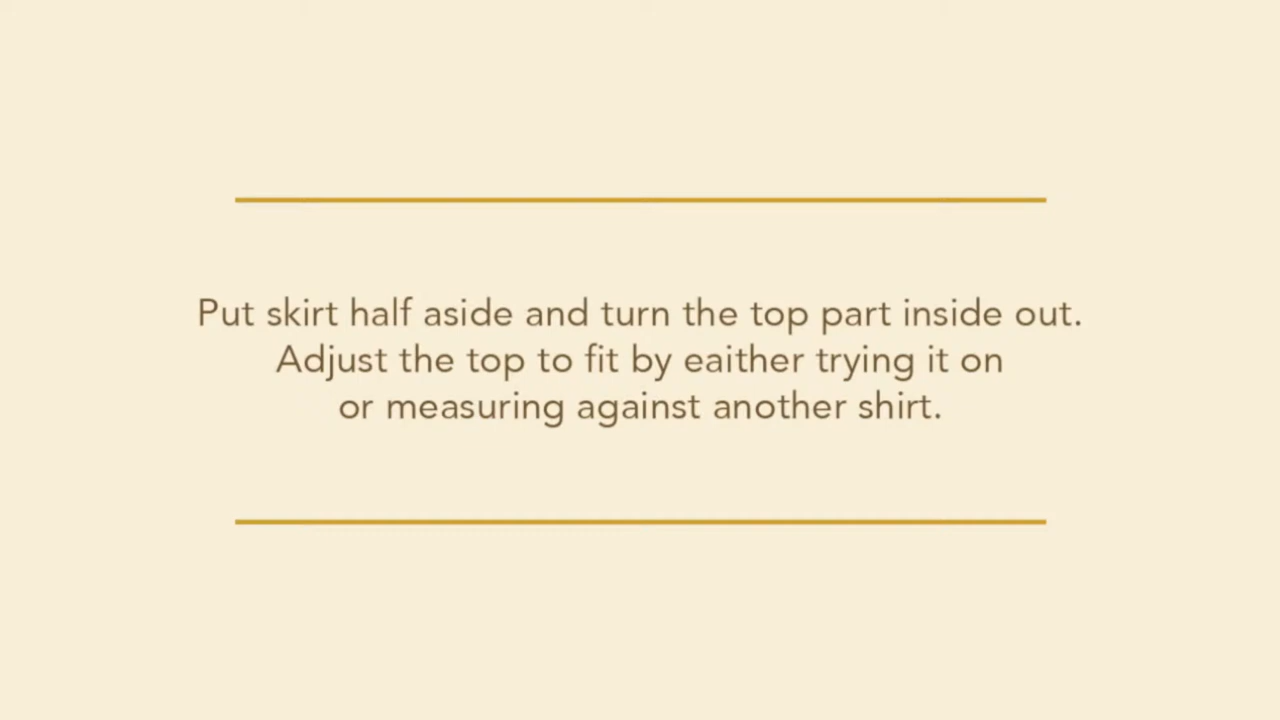 Put skirt half aside and turn the top part inside out.
Adjust the top to fit by eaither trying it on
or measuring against another shirt.